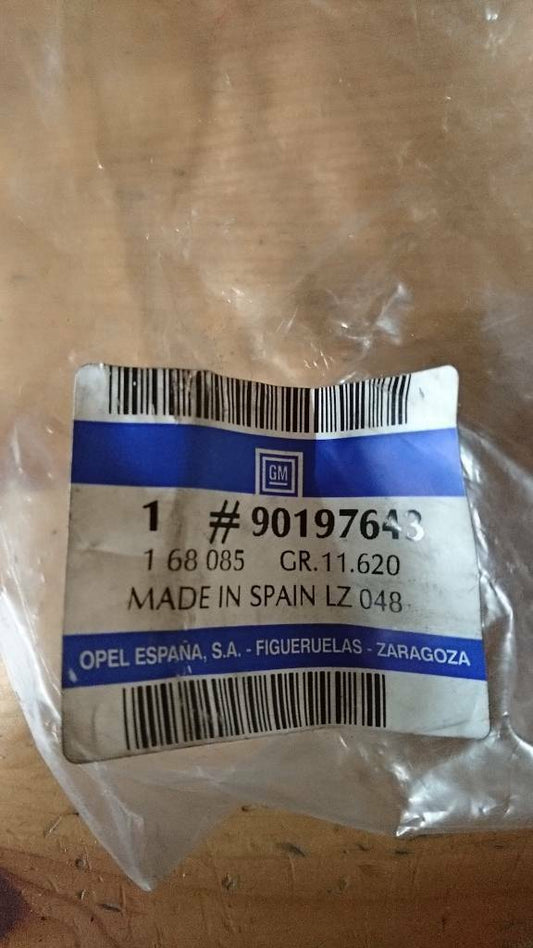 GM
1 # 90197643
1 68 085 GR.11.620
MADE IN SPAIN LZ 048
OPEL ESPAÑA, S.A. - FIGUERUELAS - ZARAGOZA